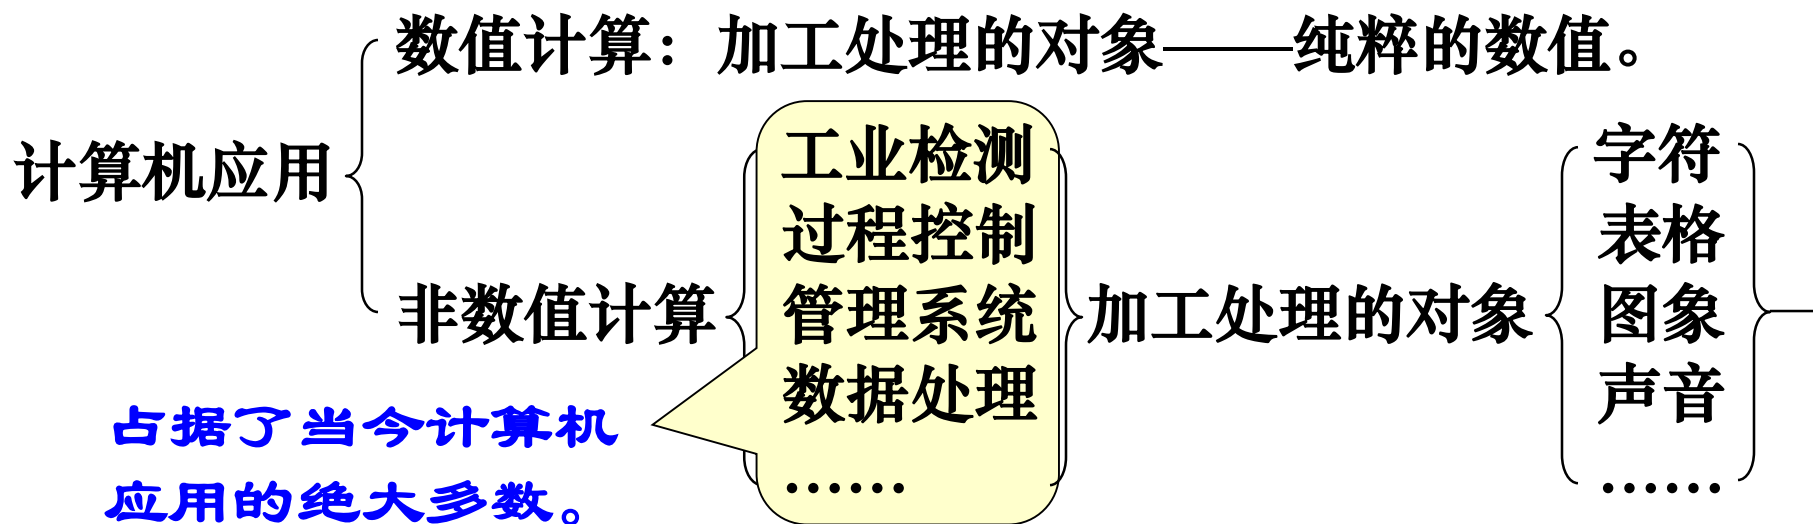 数值计算：加工处理的对象——纯粹的数值。
计算机应用
非数值计算
工业检测
过程控制
管理系统
数据处理
……
加工处理的对象
字符
表格
图象
声音
……
占据了当今计算机
应用的绝大多数。